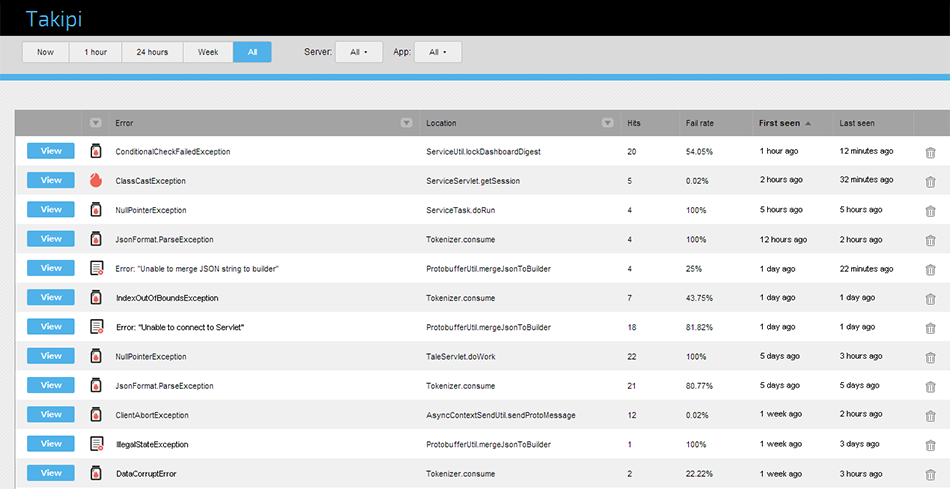 Takipi
Now 1 hour 24 hours Week All Server: All App: All
Error Location Hits Fail rate First seen Last seen
View ConditionalCheckFailedException ServiceUtil.lockDashboardDigest 20 54.05% 1 hour ago 12 minutes ago
View ClassCastException ServiceServlet.getSession 5 0.02% 2 hours ago 32 minutes ago
View NullPointerException ServiceTask.doRun 4 100% 5 hours ago 5 hours ago
View JsonFormat.ParseException Tokenizer.consume 4 100% 12 hours ago 2 hours ago
View Error: "Unable to merge JSON string to builder" ProtobufferUtil.mergeJsonToBuilder 4 25% 1 day ago 22 minutes ago
View IndexOutOfBoundsException Tokenizer.consume 7 43.75% 1 day ago 1 day ago
View Error: "Unable to connect to Servlet" ProtobufferUtil.mergeJsonToBuilder 18 81.82% 1 day ago 1 day ago
View NullPointerException TaleServlet.doWork 22 100% 5 days ago 3 hours ago
View JsonFormat.ParseException Tokenizer.consume 21 80.77% 5 days ago 5 days ago
View ClientAbortException AsyncContextSendUtil.sendProtoMessage 12 0.02% 1 week ago 2 hours ago
View IllegalStateException ProtobufferUtil.mergeJsonToBuilder 1 100% 1 week ago 3 days ago
View DataCorruptError Tokenizer.consume 2 22.22% 1 week ago 3 hours ago